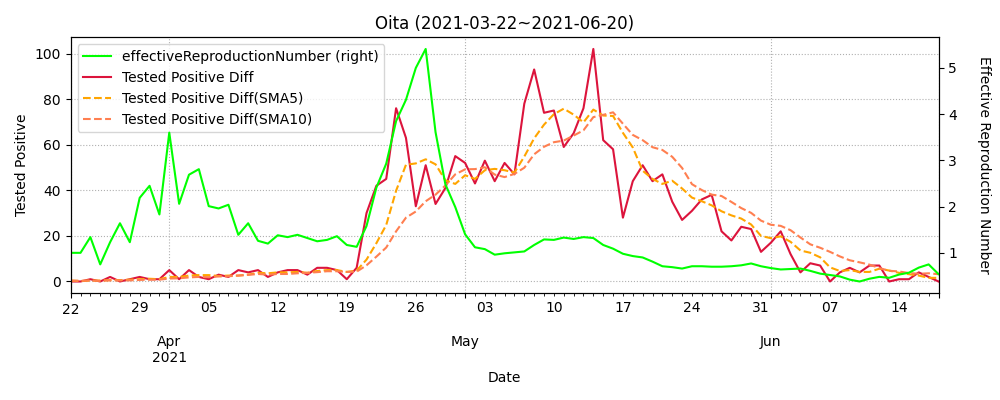 Oita (2021-03-22~2021-06-20)
effectiveReproductionNumber (right)
Tested Positive Diff
Tested Positive Diff(SMA5)
Tested Positive Diff(SMA10)
Tested Positive
100
80
60
40
20
0
5
4
3
2
1
Effective Reproduction Number
22 29 05 12 19 26 03 10 17 24 31 07 14
Apr May Jun
2021
Date